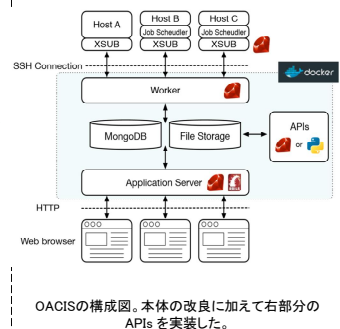 Host A
Host B
Host C
Job Scheudler
Job Scheudler
XSUB
XSUB
XSUB
SSH Connection
docker
Worker
MongoDB
File Storage
APIs
or
Application Server
HTTP
Web browser
OACISの構成図。本体の改良に加えて右部分の
APIs を実装した。